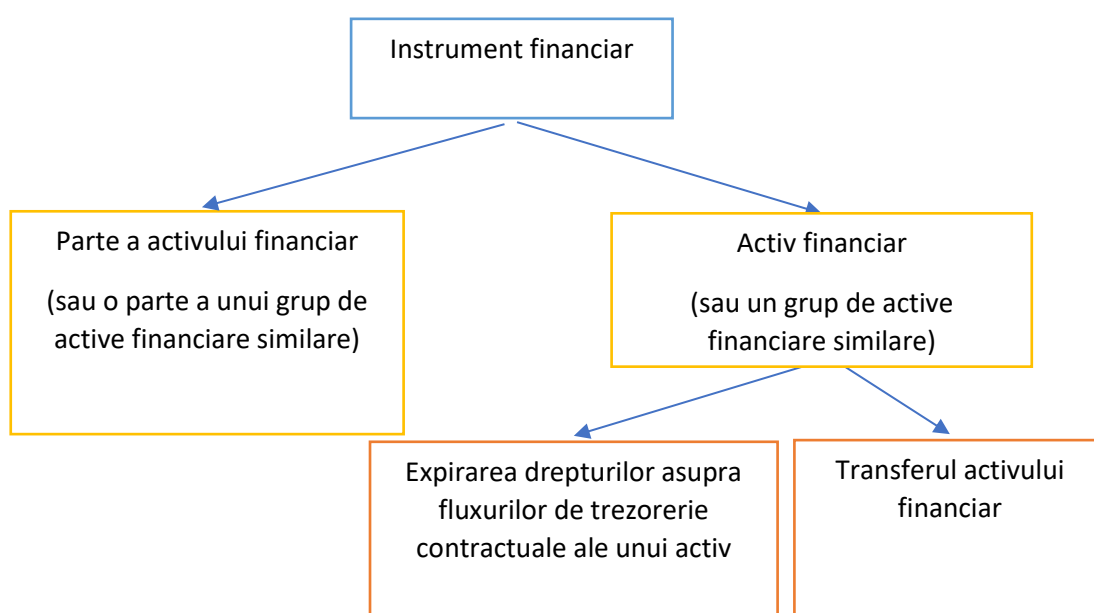 Instrument financiar
Parte a activului financiar
(sau o parte a unui grup de
active financiare similare)
Activ financiar
(sau un grup de active
financiare similare)
Expirarea drepturilor asupra
fluxurilor de trezorerie
contractuale ale unui activ
Transferul activului
financiar